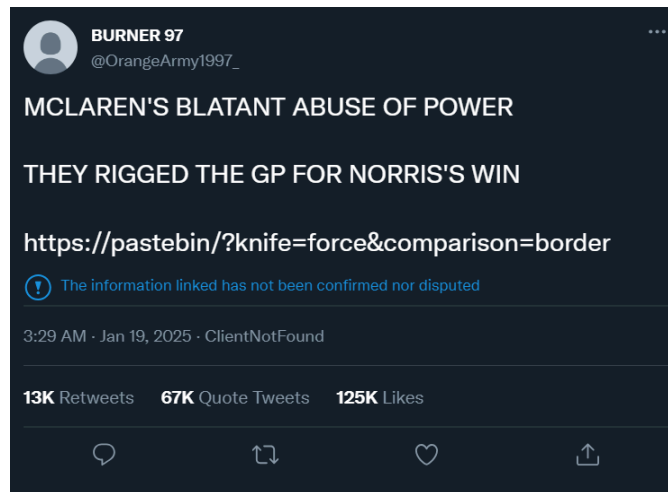 BURNER 97
@OrangeArmy1997_
MCLAREN'S BLATANT ABUSE OF POWER
THEY RIGGED THE GP FOR NORRIS'S WIN
https://pastebin/?knife=force&comparison=border
The information linked has not been confirmed nor disputed
3:29 AM · Jan 19, 2025 · ClientNotFound
13K Retweets 67K Quote Tweets 125K Likes